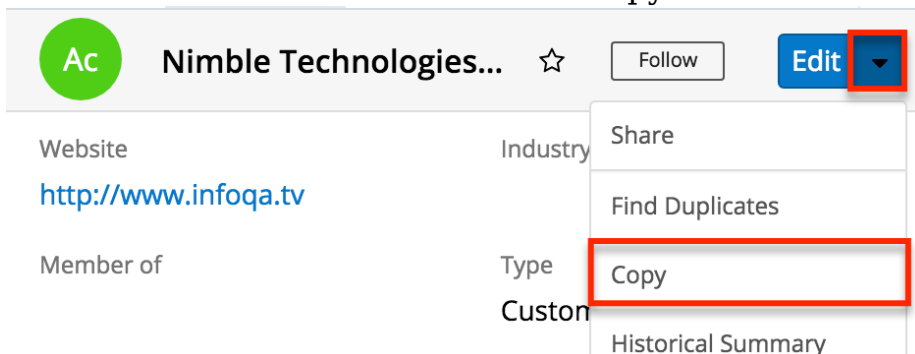 Ac Nimble Technologies... Follow Edit
Website Industry Share
http://www.infoqa.tv Find Duplicates
Member of Type Copy
Custom
Historical Summary